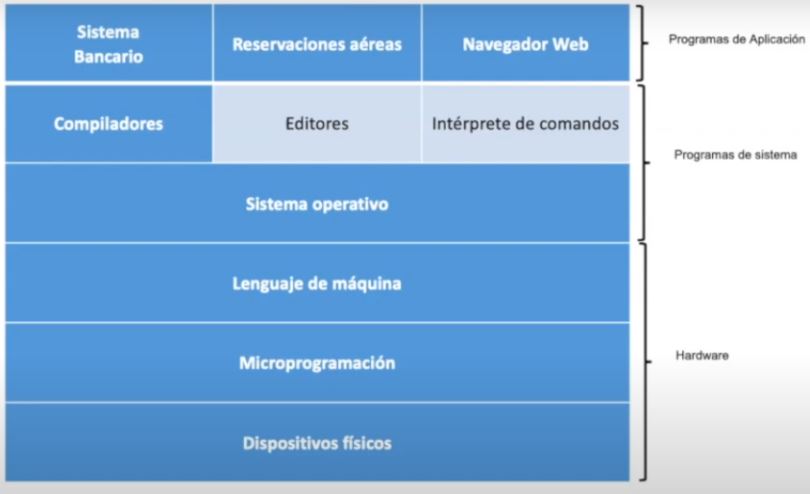 Sistema
Bancario
Reservaciones aéreas
Navegador Web
Programas de Aplicación
Compiladores
Editores
Intérprete de comandos
Programas de sistema
Sistema operativo
Lenguaje de máquina
Microprogramación
Hardware
Dispositivos físicos